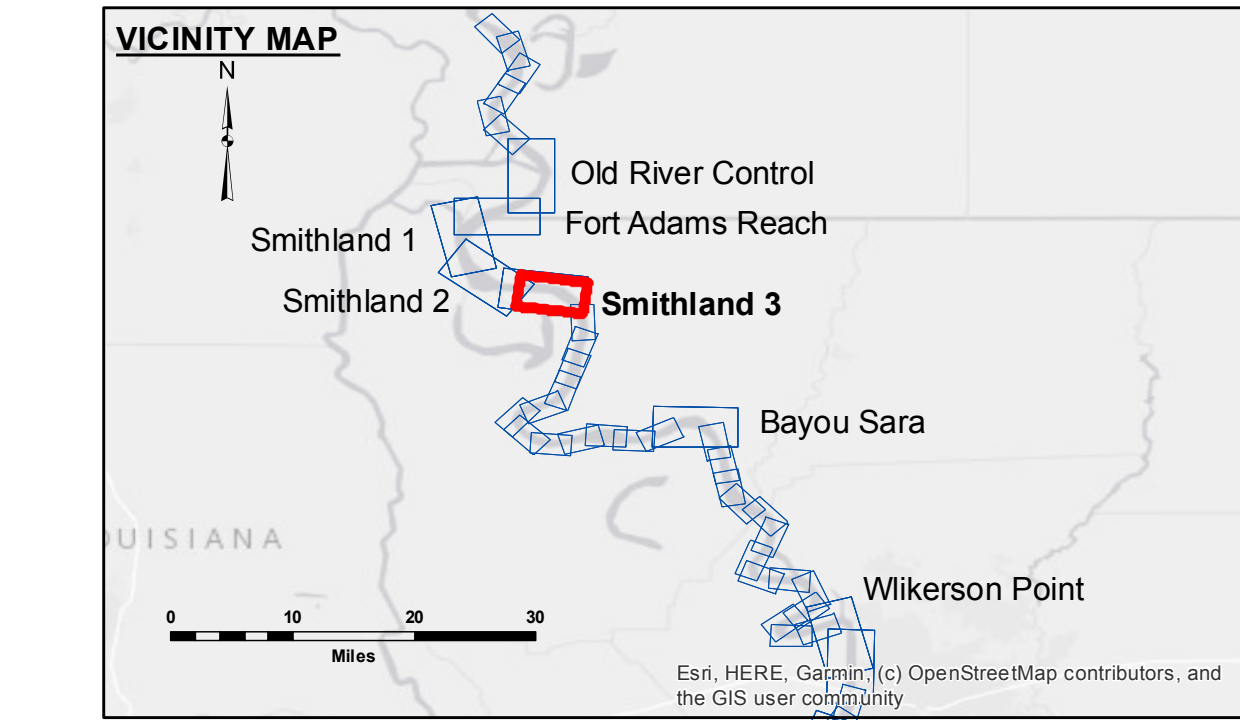 VICINITY MAP
N
Old River Control
Fort Adams Reach
Smithland 1
Smithland 2
Smithland 3
Bayou Sara
OUISIANA
Wlikerson Point
0 10 20 30
Miles
Esri, HERE, Garmin, (c) OpenStreetMap contributors, and
the GIS user community